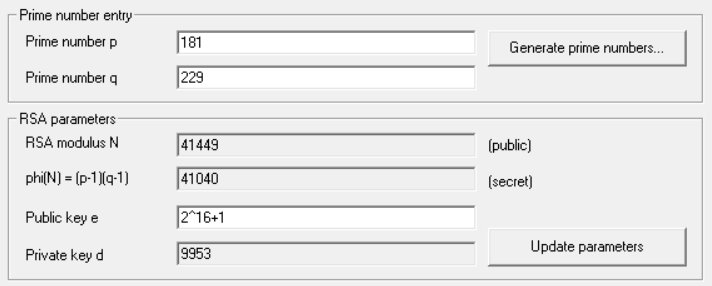 Prime number entry
Prime number p 181 Generate prime numbers...
Prime number q 229
RSA parameters
RSA modulus N 41449 (public)
phi(N) = (p-1)(q-1) 41040 (secret)
Public key e 2^16+1
Private key d 9953 Update parameters